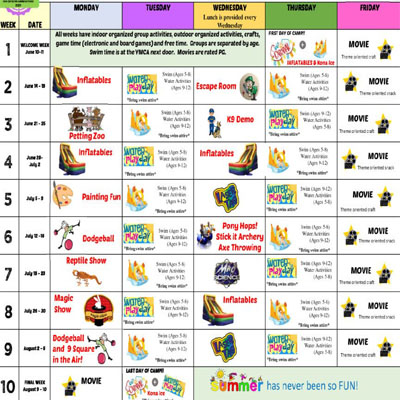 WEEK DATE MONDAY TUESDAY WEDNESDAY THURSDAY FRIDAY
Lunch is provided every
Wednesday
1
WELCOME WEEK
June 10-11
All weeks have indoor organized group activities, outdoor organized activities, crafts,
game time (electronic and board games) and free time. Groups are separated by age.
Swim time is at the YMCA next door. Movies are rated PG.
FIRST DAY OF CAMP!
INFLATABLES & Kona Ice
MOVIE
Theme oriented craft
2
June 14 - 18
Inflatables
WATER
PLAY
DAY
Swim (Ages 5-8)
Water Activities
(Ages 9-12)
*Bring swim attire*
Escape Room
Swim (Ages 9-12)
Water Activities
(Ages 5-8)
*Bring swim attire*
MOVIE
Theme oriented craft
3
June 21 - 25
Petting Zoo
WATER
PLAY
DAY
Swim (Ages 5-8)
Water Activities
(Ages 9-12)
*Bring swim attire*
K9 Demo
Swim (Ages 9-12)
Water Activities
(Ages 5-8)
*Bring swim attire*
MOVIE
Theme oriented craft
4
June 28-
July 2
Inflatables
WATER
PLAY
DAY
Swim (Ages 5-8)
Water Activities
(Ages 9-12)
*Bring swim attire*
Inflatables
Swim (Ages 9-12)
Water Activities
(Ages 5-8)
*Bring swim attire*
MOVIE
Theme oriented crack
5
July 5 - 9
Painting Fun
Swim (Ages 5-8)
Water Activities
(Ages 9-12)
*Bring swim attire*
Swim (Ages 9-12)
Water Activities
(Ages 5-8)
*Bring swim attire*
MOVIE
Theme oriented craft
6
July 12 - 16
Dodgeball
Swim (Ages 5-8)
Water Activities
(Ages 9-12)
*Bring swim attire*
Pony Hops!
Stick it Archery
Axe Throwing
Swim (Ages 9-12)
Water Activities
(Ages 5-8)
*Bring swim attire*
MOVIE
Theme oriented crack
7
July 19 - 23
Reptile Show
Swim (Ages 5-8)
Water Activities
(Ages 9-12)
*Bring swim attire*
MAD
SCIENCE
Swim (Ages 9-12)
Water Activities
(Ages 5-8)
*Bring swim attire*
MOVIE
Theme oriented craft
8
July 26 - 30
Magic
Show
WATER
PLAY
DAY
Swim (Ages 5-8)
Water Activities
(Ages 9-12)
*Bring swim attire*
Inflatables
Swim (Ages 9-12)
Water Activities
(Ages 5-8)
*Bring swim attire*
MOVIE
Theme oriented crack
9
August 2 - 6
Dodgeball
and 9 Square
in the Air!
Swim (Ages 5-8)
Water Activities
(Ages 9-12)
*Bring swim attire*
WATER
PLAY
DAY
Swim (Ages 9-12)
Water Activities
(Ages 5-8)
*Bring swim attire*
MOVIE
Theme oriented craft
10
FINAL WEEK
August 9 - 10
MOVIE
LAST DAY OF CAMP!
Kona Ice
Summer has never been so FUN!